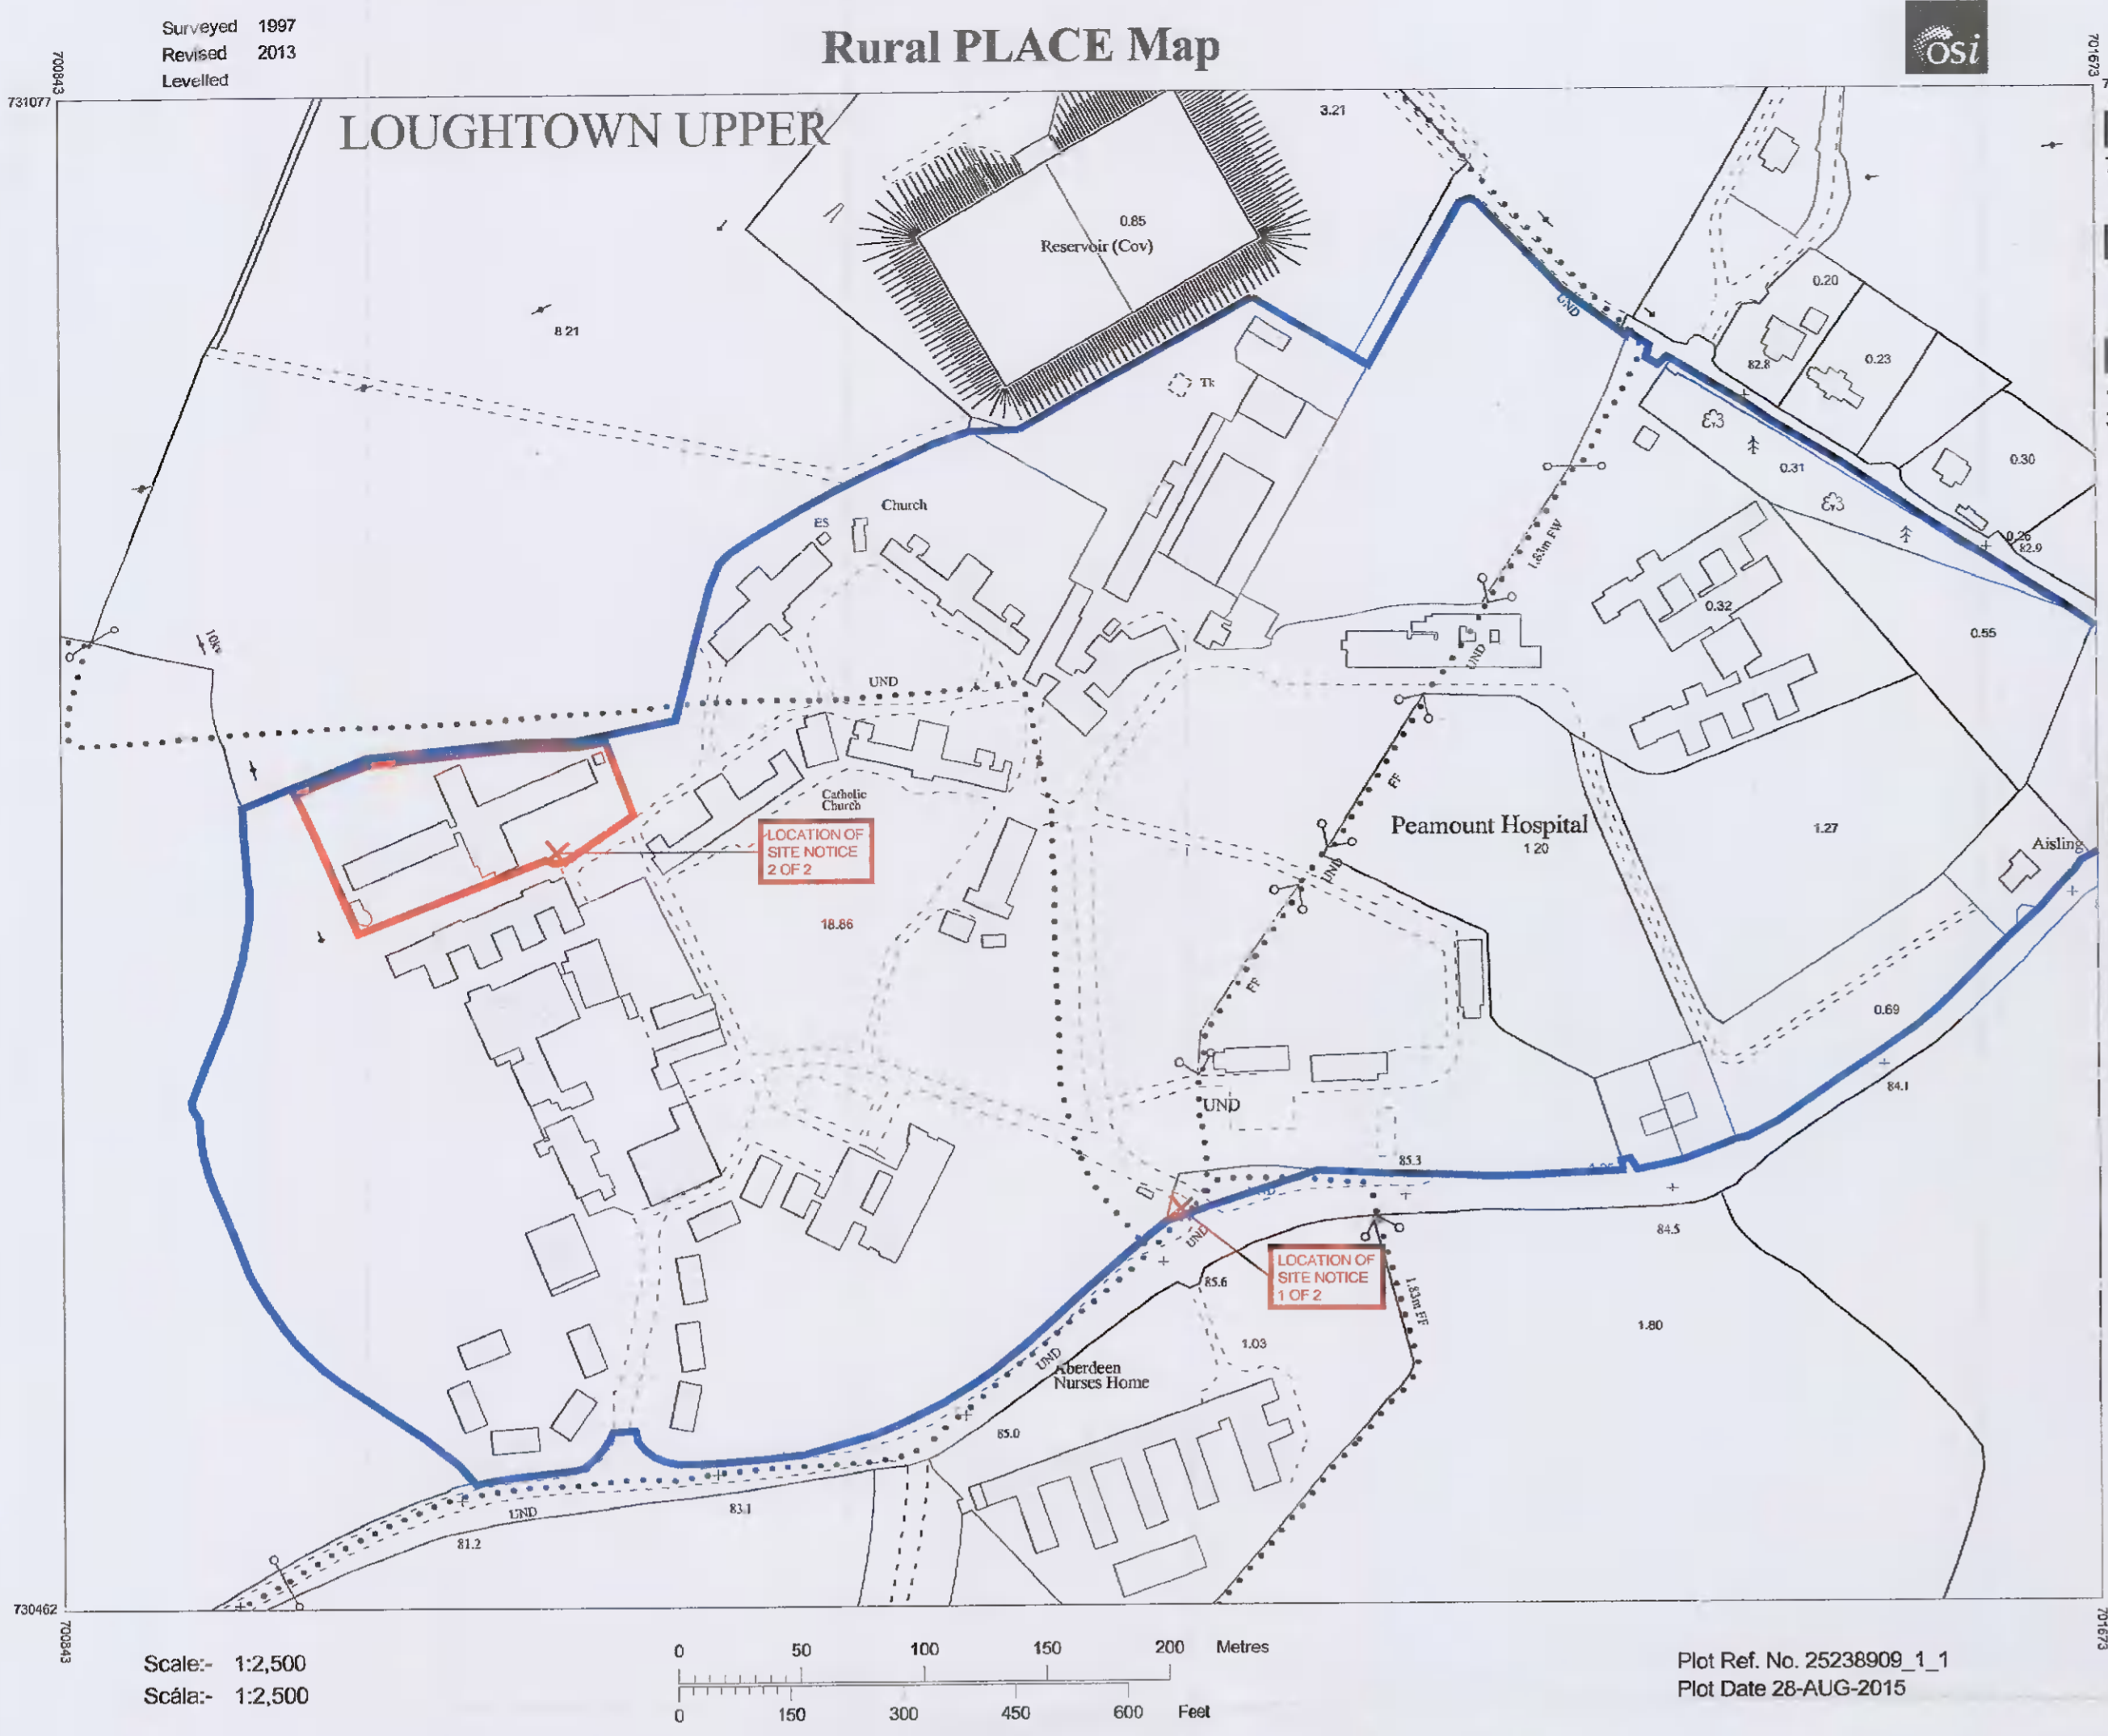 Surveyed 1997
Revised 2013
Levelled
Rural PLACE Map
osi
700843
701673
731077
LOUGHTOWN UPPER
3.21
0.85
Reservoir (Cov)
8.21
UND
0.20
82.8
0.23
Tk
0.31
0.30
Church
ES
0.26
82.9
1.83m FW
0.32
0.55
10kv
UND
UND
FF
Catholic
Church
Peamount Hospital
1.20
1.27
Aisling
LOCATION OF
SITE NOTICE
2 OF 2
UND
18.86
FF
0.69
84.1
UND
85.3
UND
84.5
UND
LOCATION OF
SITE NOTICE
1 OF 2
85.6
1.83m FF
1.03
1.80
UND
Aberdeen
Nurses Home
85.0
83.1
UND
81.2
730462
700843
701673
Scale:- 1:2,500
Scála:- 1:2,500
0 50 100 150 200 Metres
0 150 300 450 600 Feet
Plot Ref. No. 25238909_1_1
Plot Date 28-AUG-2015